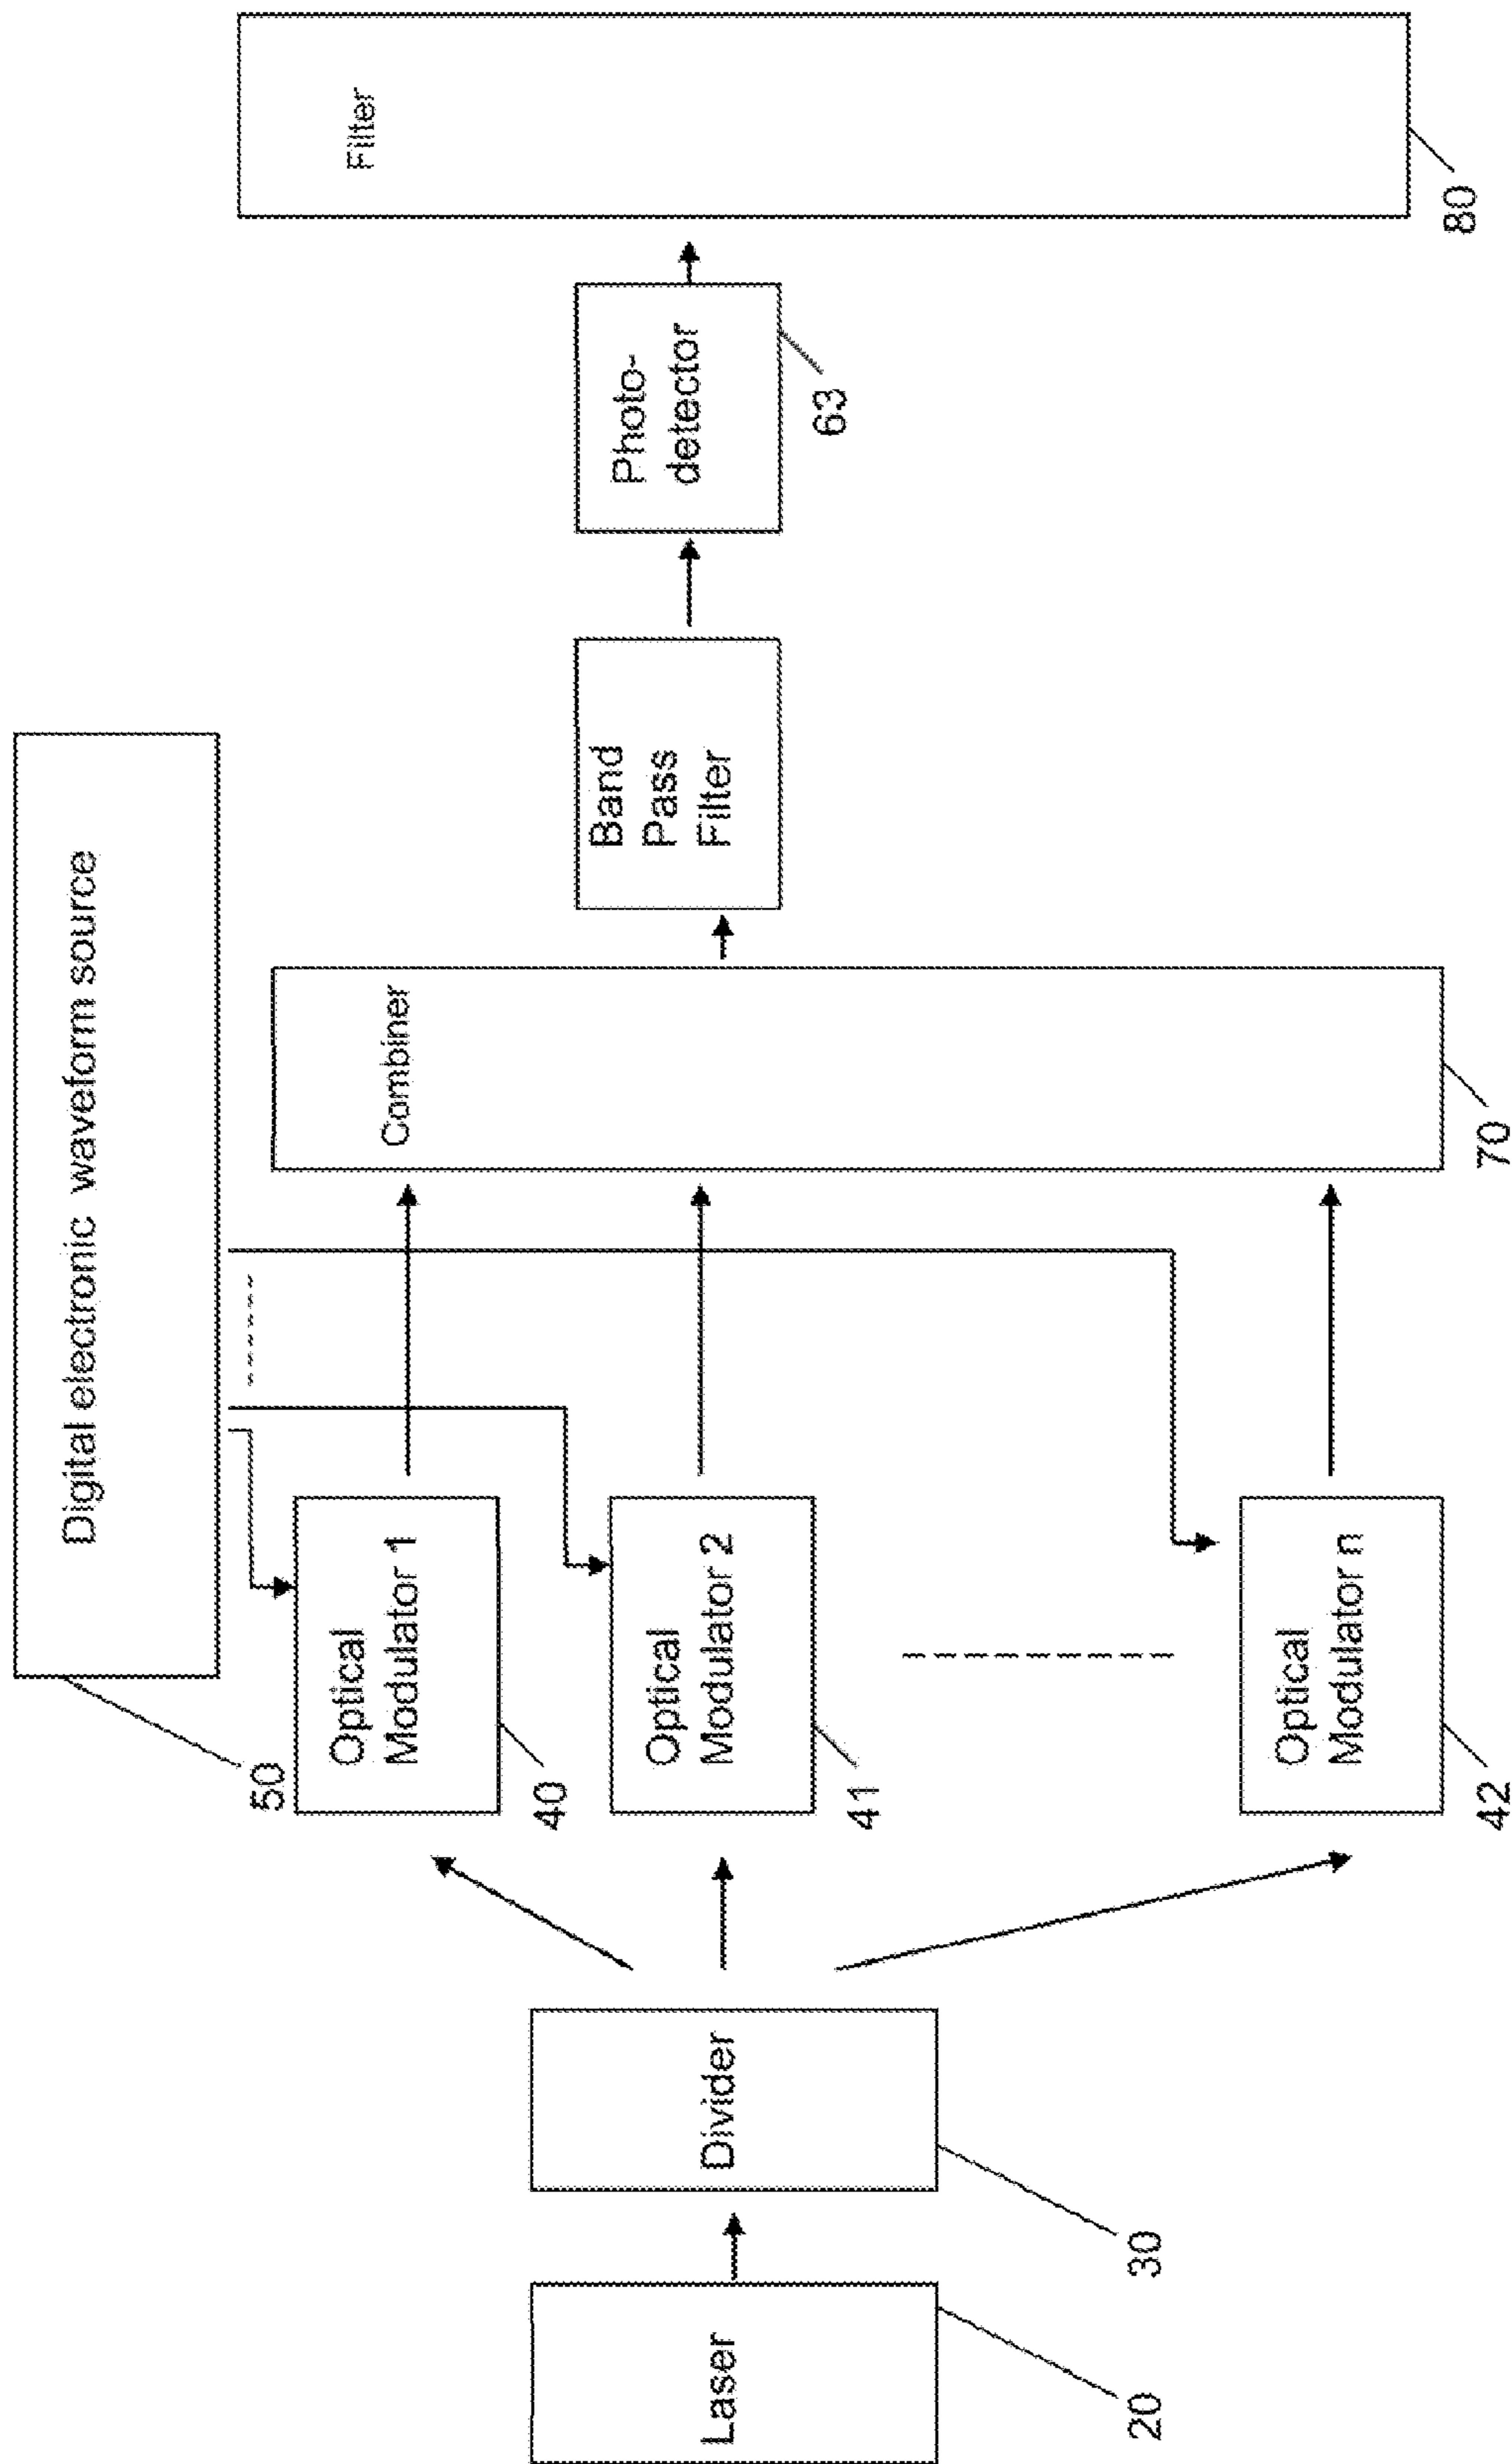 Digital electronic waveform source
50
Laser
20
Divider
30
Optical
Modulator 1
40
Optical
Modulator 2
41
Optical
Modulator n
42
Combiner
70
Band
Pass
Filter
Photo-
detector
63
Filter
80